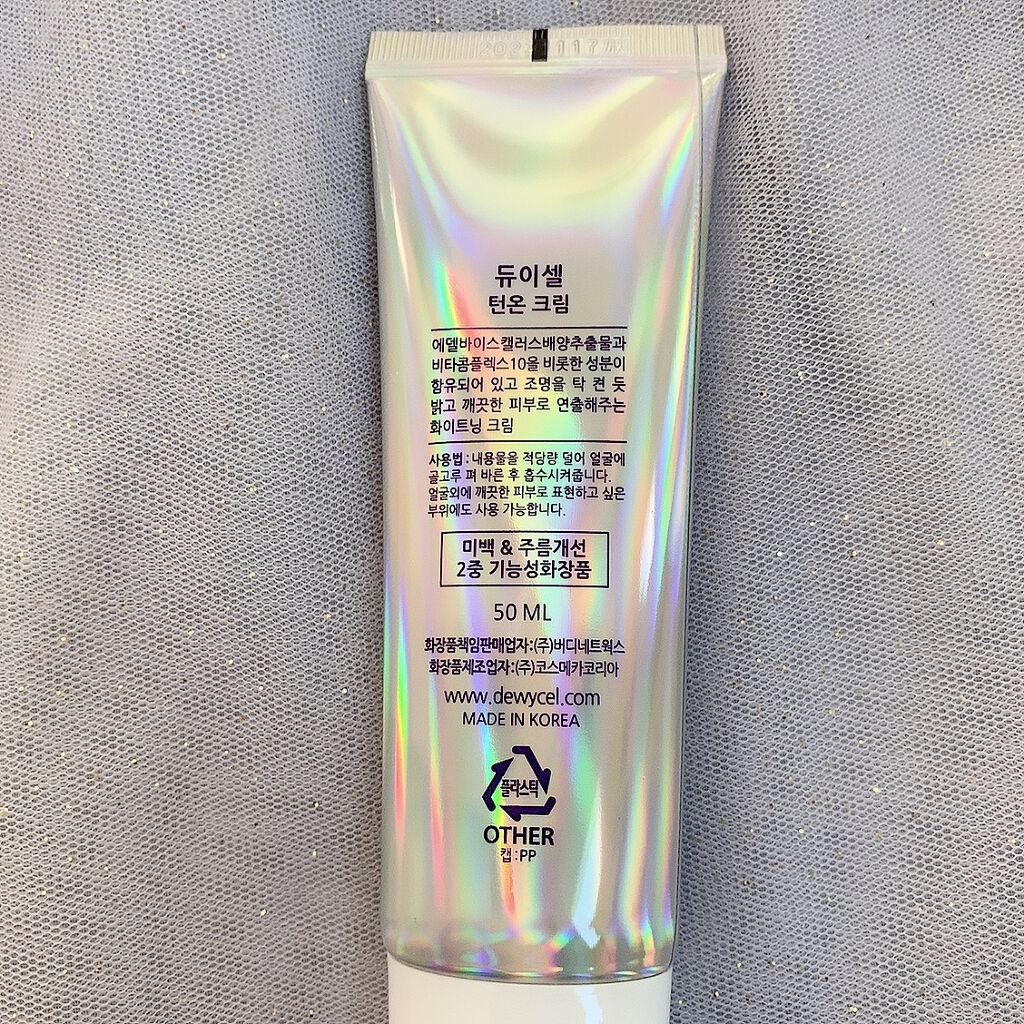 듀이셀
턴온 크림
에델바이스캘러스배양추출물과
비타콤플렉스10을 비롯한 성분이
함유되어 있고 조명을 탁 켠 듯
밝고 깨끗한 피부로 연출해주는
화이트닝 크림
사용법 : 내용물을 적당량 덜어 얼굴에
골고루 펴 바른 후 흡수시켜줍니다.
얼굴외에 깨끗한 피부로 표현하고 싶은
부위에도 사용 가능합니다.
미백 & 주름개선
2중 기능성화장품
50 ML
화장품책임판매업자:(주)버디네트웍스
화장품제조업자:(주)코스메카코리아
www.dewycel.com
MADE IN KOREA
플라스틱
OTHER
캡 : PP